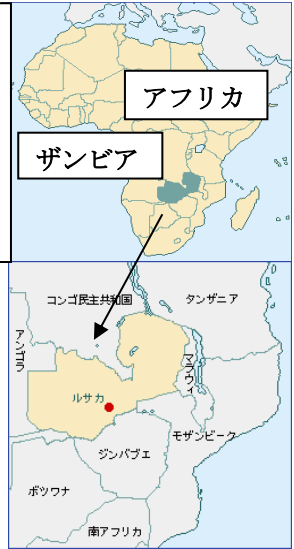 アフリカ
ザンビア
コンゴ民主共和国
タンザニア
アンゴラ
マラウィ
ルサカ
モザンビーク
ジンバブエ
ボツワナ
南アフリカ